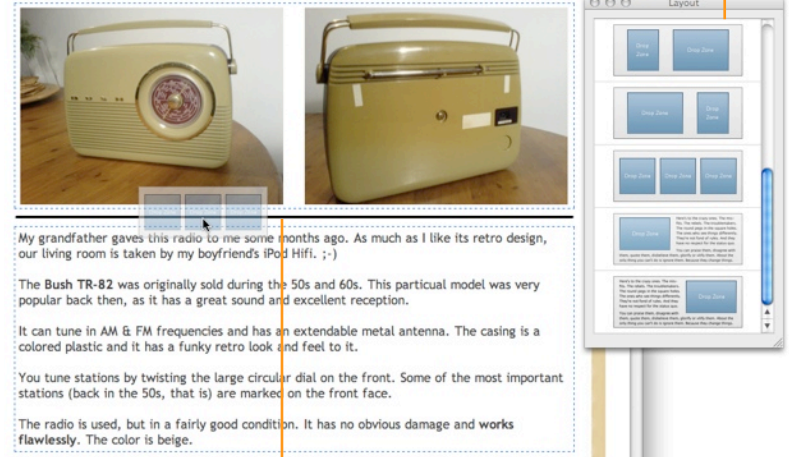 Layout
Drop Zone
Drop Zone
Drop Zone
Drop Zone
Drop Zone
Drop Zone
Drop Zone
Drop Zone
Drop Zone
My grandfather gaves this radio to me some months ago. As much as I like its retro design,
our living room is taken by my boyfriend's iPod Hifi. ;-)
The Bush TR-82 was originally sold during the 50s and 60s. This particual model was very
popular back then, as it has a great sound and excellent reception.
It can tune in AM & FM frequencies and has an extendable metal antenna. The casing is a
colored plastic and it has a funky retro look and feel to it.
You tune stations by twisting the large circular dial on the front. Some of the most important
stations (back in the 50s, that is) are marked on the front face.
The radio is used, but in a fairly good condition. It has no obvious damage and works
flawlessly. The color is beige.